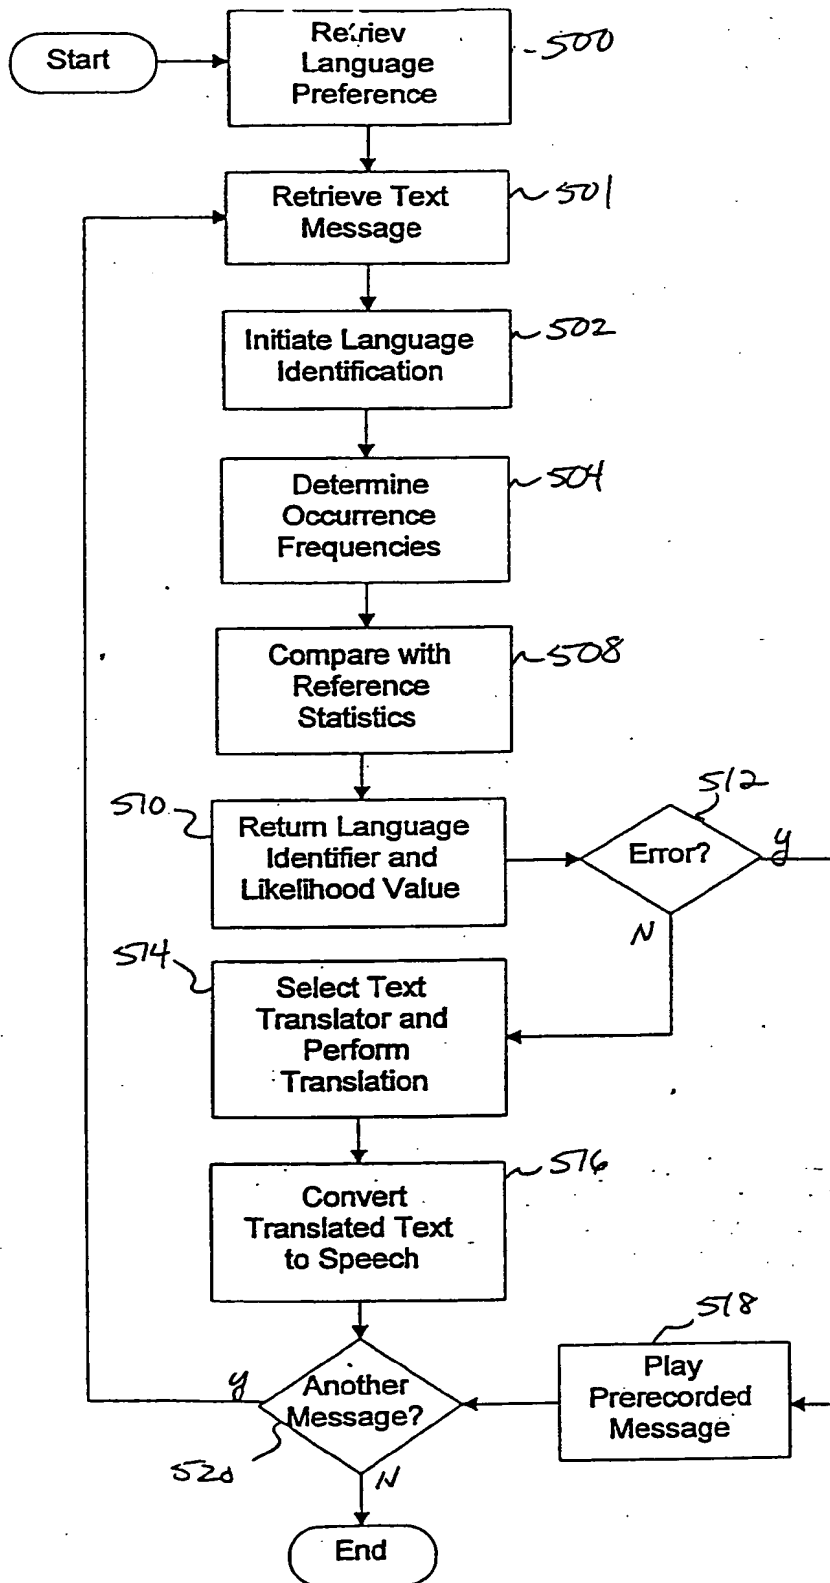 Start
Retriev
Language
Preference
500
Retrieve Text
Message
501
Initiate Language
Identification
502
Determine
Occurrence
Frequencies
504
Compare with
Reference
Statistics
508
510
Return Language
Identifier and
Likelihood Value
512
Error?
y
N
514
Select Text
Translator and
Perform
Translation
516
Convert
Translated Text
to Speech
518
Play
Prerecorded
Message
y
Another
Message?
520
N
End